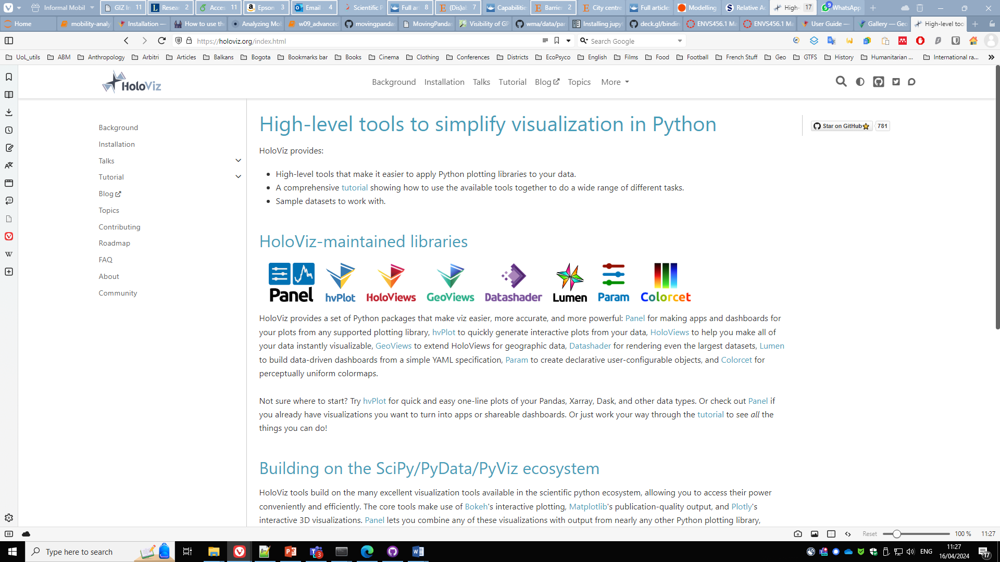 Informal Mobil
GIZ In 11
Resea 2
Acces 11
Epson 3
Email 4
Scientific P
Full ar 8
(Dis)al 7
Capabilitie
Barrie 2
City centre
Full article
Modelling
Relative Ac
High- 17
9
WhatsApp
Home
mobility-analy
Installation —
How to use the
Analyzing Mo
w09_advanced
movingpandas
MovingPandas
Visibility of GP
wma/data/par
Installing jupyt
deck.gl/bindin
ENVS456.1 Ma
ENVS456.1 Ma
User Guide —
Gallery — Geo
High-level tool
https://holoviz.org/index.html
Search Google
UoL_utils
ABM
Anthropology
Arbitri
Articles
Balkans
Bogota
Bookmarks bar
Books
Cinema
Clothing
Conferences
Districts
EcoPsyco
English
Films
Food
Football
French Stuff
Geo
GTFS
History
Humanitarian ...
International ra...
HoloViz
Background
Installation
Talks
Tutorial
Blog
Topics
More
Background
Installation
Talks
Tutorial
Blog
Topics
Contributing
Roadmap
FAQ
About
Community
High-level tools to simplify visualization in Python
Star on GitHub 781
HoloViz provides:
• High-level tools that make it easier to apply Python plotting libraries to your data.
• A comprehensive tutorial showing how to use the available tools together to do a wide range of different tasks.
• Sample datasets to work with.
HoloViz-maintained libraries
Panel
hvPlot
HoloViews
GeoViews
Datashader
Lumen
Param
Colorcet
HoloViz provides a set of Python packages that make viz easier, more accurate, and more powerful: Panel for making apps and dashboards for
your plots from any supported plotting library, hvPlot to quickly generate interactive plots from your data, HoloViews to help you make all of
your data instantly visualizable, GeoViews to extend HoloViews for geographic data, Datashader for rendering even the largest datasets, Lumen
to build data-driven dashboards from a simple YAML specification, Param to create declarative user-configurable objects, and Colorcet for
perceptually uniform colormaps.
Not sure where to start? Try hvPlot for quick and easy one-line plots of your Pandas, Xarray, Dask, and other data types. Or check out Panel if
you already have visualizations you want to turn into apps or shareable dashboards. Or just work your way through the tutorial to see all the
things you can do!
Building on the SciPy/PyData/PyViz ecosystem
HoloViz tools build on the many excellent visualization tools available in the scientific python ecosystem, allowing you to access their power
conveniently and efficiently. The core tools make use of Bokeh's interactive plotting, Matplotlib's publication-quality output, and Plotly's
interactive 3D visualizations. Panel lets you combine any of these visualizations with output from nearly any other Python plotting library,
Reset
100 %
11:27
Type here to search
3
ENG
11:27
16/04/2024
17